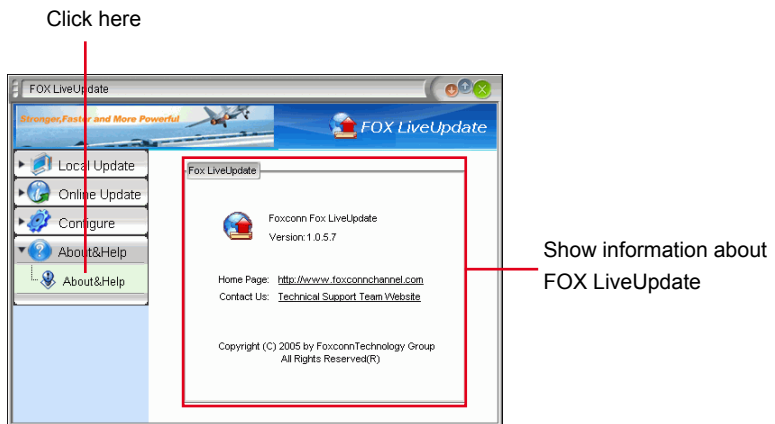 Click here
FOX LiveUpdate
Stronger,Faster and More Powerful
FOX LiveUpdate
Local Update
Online Update
Configure
About&Help
About&Help
Fox LiveUpdate
Foxconn Fox LiveUpdate
Version:1.0.5.7
Home Page: http://www.foxconnchannel.com
Contact Us: Technical Support Team Website
Copyright (C) 2005 by FoxconnTechnology Group
All Rights Reserved(R)
Show information about
FOX LiveUpdate